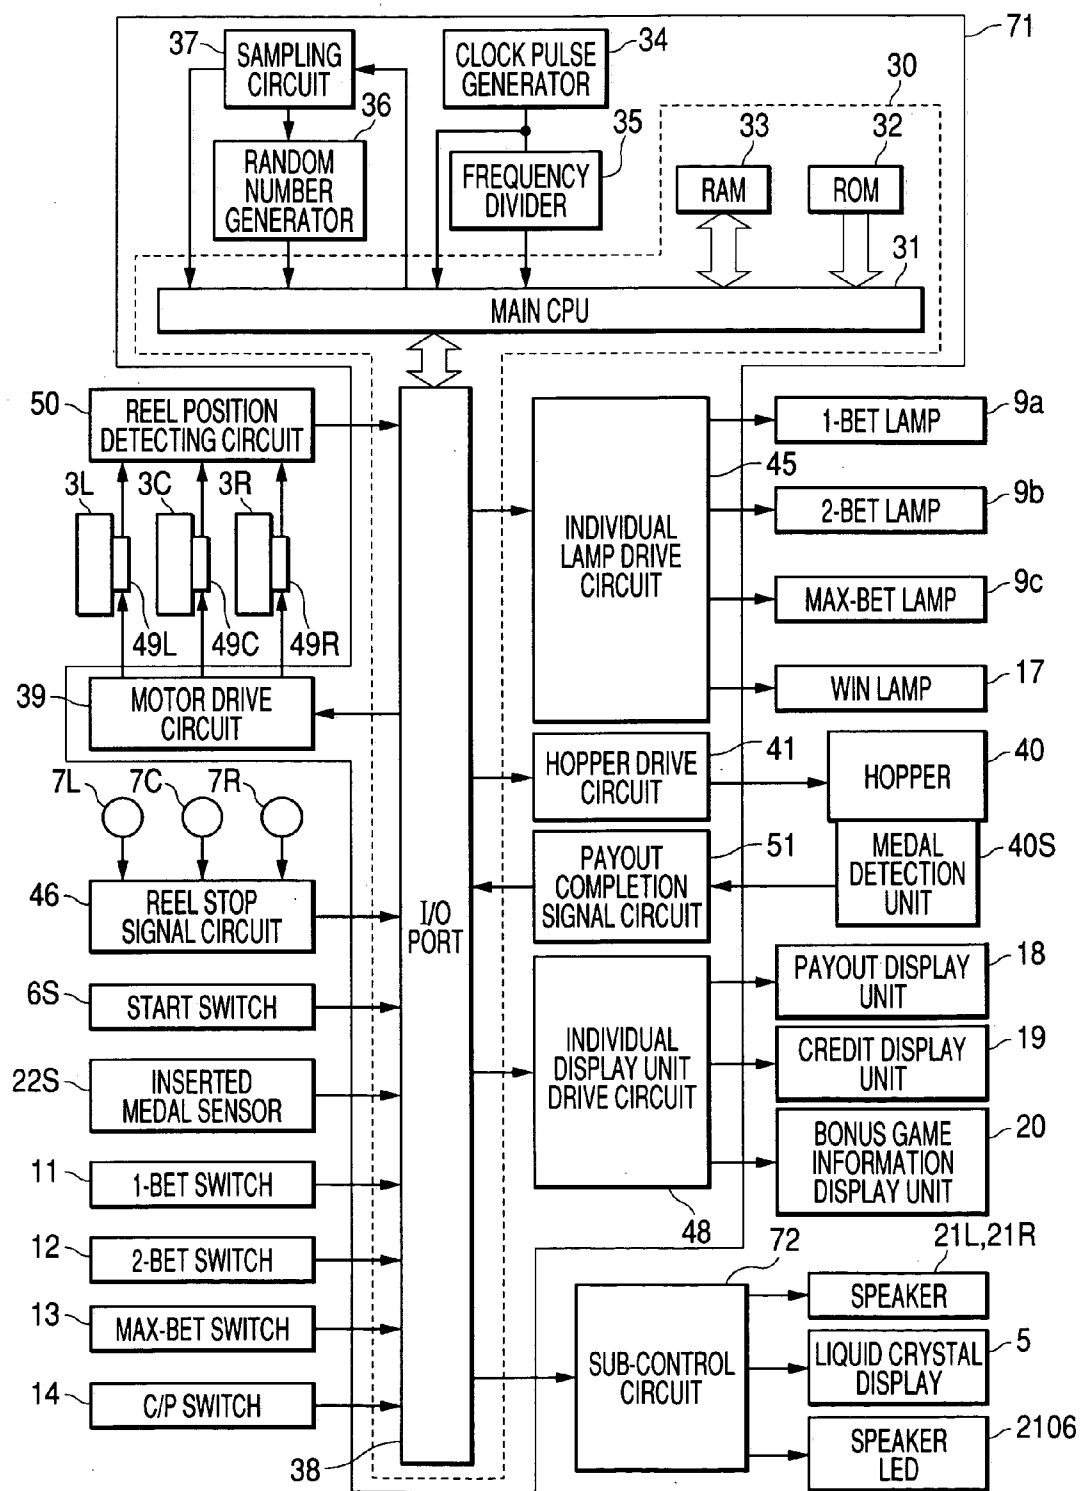 37
SAMPLING
CIRCUIT
CLOCK PULSE
GENERATOR
34
71
36
35
30
33
32
RANDOM
NUMBER
GENERATOR
FREQUENCY
DIVIDER
RAM
ROM
31
MAIN CPU
50
REEL POSITION
DETECTING CIRCUIT
3L
3C
3R
49L
49C
49R
39
MOTOR DRIVE
CIRCUIT
7L
7C
7R
46
REEL STOP
SIGNAL CIRCUIT
6S
START SWITCH
22S
INSERTED
MEDAL SENSOR
11
1-BET SWITCH
12
2-BET SWITCH
13
MAX-BET SWITCH
14
C/P SWITCH
I/O
PORT
38
INDIVIDUAL
LAMP DRIVE
CIRCUIT
45
1-BET LAMP
9a
2-BET LAMP
9b
MAX-BET LAMP
9c
WIN LAMP
17
HOPPER DRIVE
CIRCUIT
41
HOPPER
40
PAYOUT
COMPLETION
SIGNAL CIRCUIT
51
MEDAL
DETECTION
UNIT
40S
INDIVIDUAL
DISPLAY UNIT
DRIVE CIRCUIT
48
PAYOUT DISPLAY
UNIT
18
CREDIT DISPLAY
UNIT
19
BONUS GAME
INFORMATION
DISPLAY UNIT
20
72
SUB-CONTROL
CIRCUIT
21L,21R
SPEAKER
LIQUID CRYSTAL
DISPLAY
5
SPEAKER
LED
2106